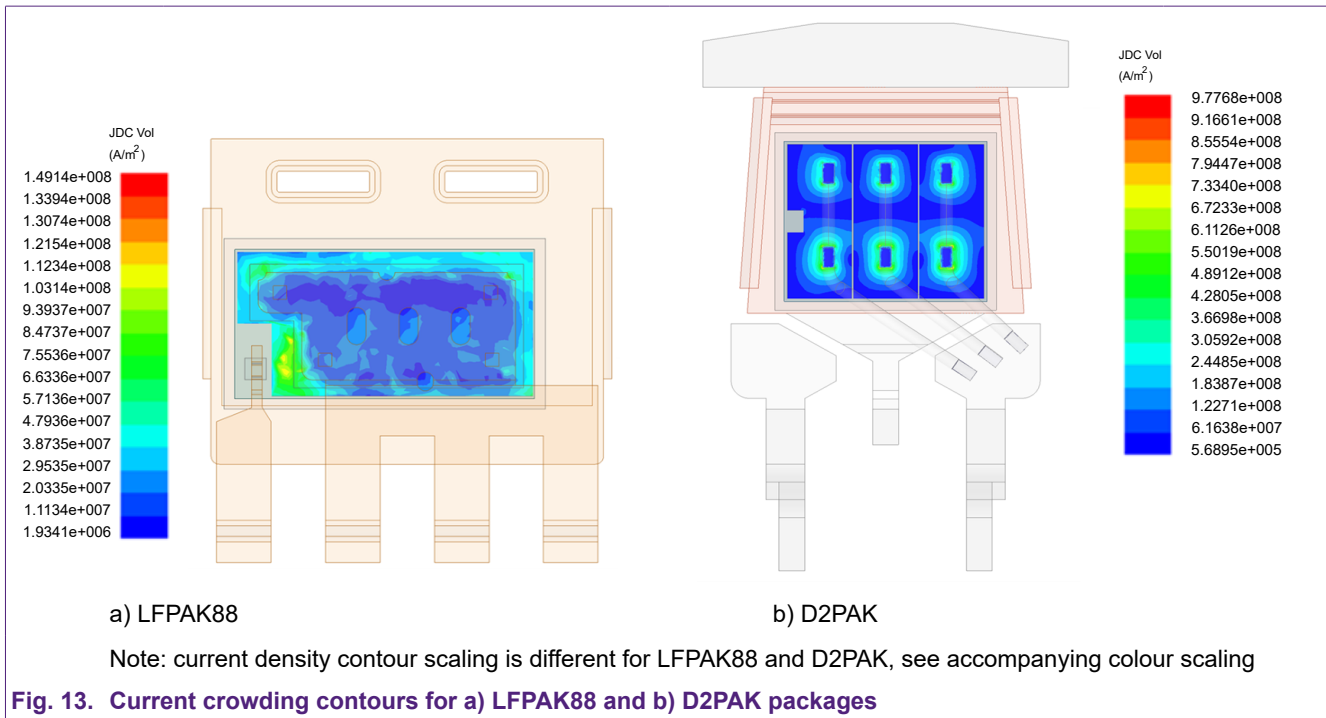 JDC Vol
(A/m²)
1.4914e+008
1.3394e+008
1.3074e+008
1.2154e+008
1.1234e+008
1.0314e+008
9.3937e+007
8.4737e+007
7.5536e+007
6.6336e+007
5.7136e+007
4.7936e+007
3.8735e+007
2.9535e+007
2.0335e+007
1.1134e+007
1.9341e+006
JDC Vol
(A/m²)
9.7768e+008
9.1661e+008
8.5554e+008
7.9447e+008
7.3340e+008
6.7233e+008
6.1126e+008
5.5019e+008
4.8912e+008
4.2805e+008
3.6698e+008
3.0592e+008
2.4485e+008
1.8387e+008
1.2271e+008
6.1638e+007
5.6895e+005
a) LFPAK88
b) D2PAK
Note: current density contour scaling is different for LFPAK88 and D2PAK, see accompanying colour scaling
Fig. 13. Current crowding contours for a) LFPAK88 and b) D2PAK packages